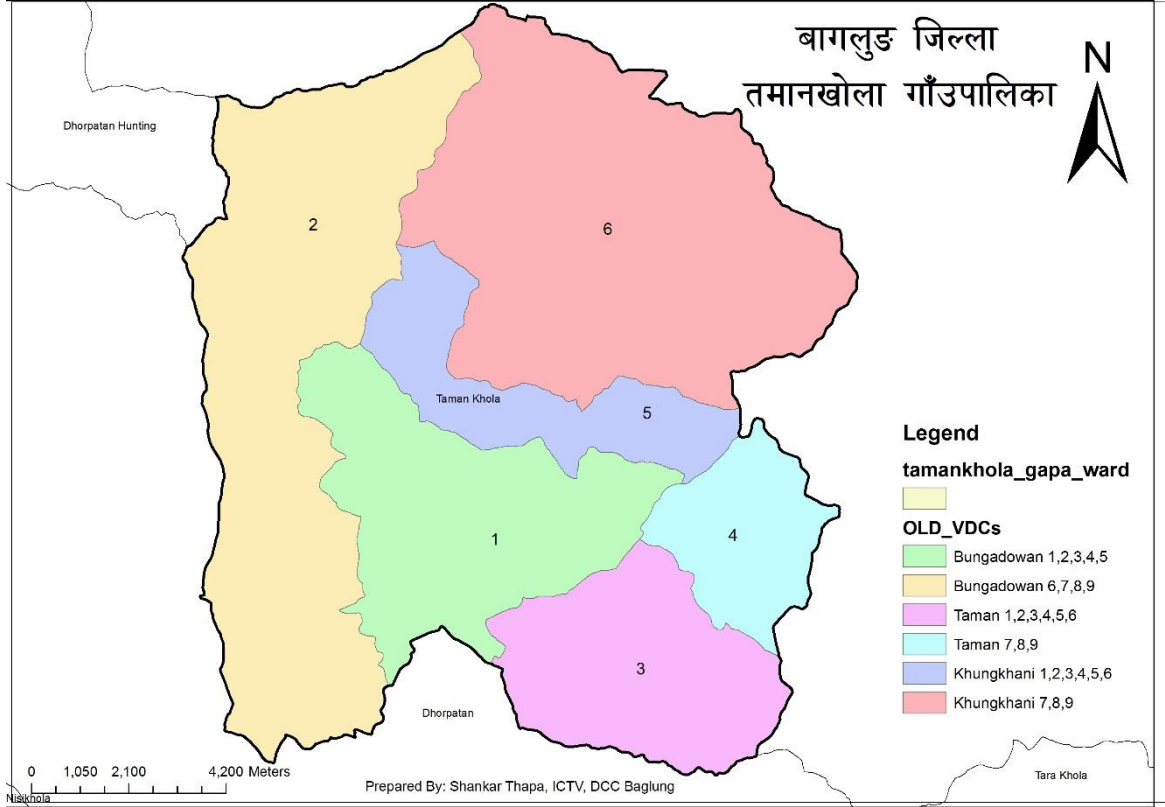 बागलुङ जिल्ला
तमानखोला गाँउपालिका
N
Dhorpatan Hunting
2
6
Taman Khola
5
1
4
3
Dhorpatan
Legend
tamankhola_gapa_ward
OLD_VDCs
Bungadowan 1,2,3,4,5
Bungadowan 6,7,8,9
Taman 1,2,3,4,5,6
Taman 7,8,9
Khungkhani 1,2,3,4,5,6
Khungkhani 7,8,9
0 1,050 2,100 4,200 Meters
Nisikhola
Prepared By: Shankar Thapa, ICTV, DCC Baglung
Tara Khola